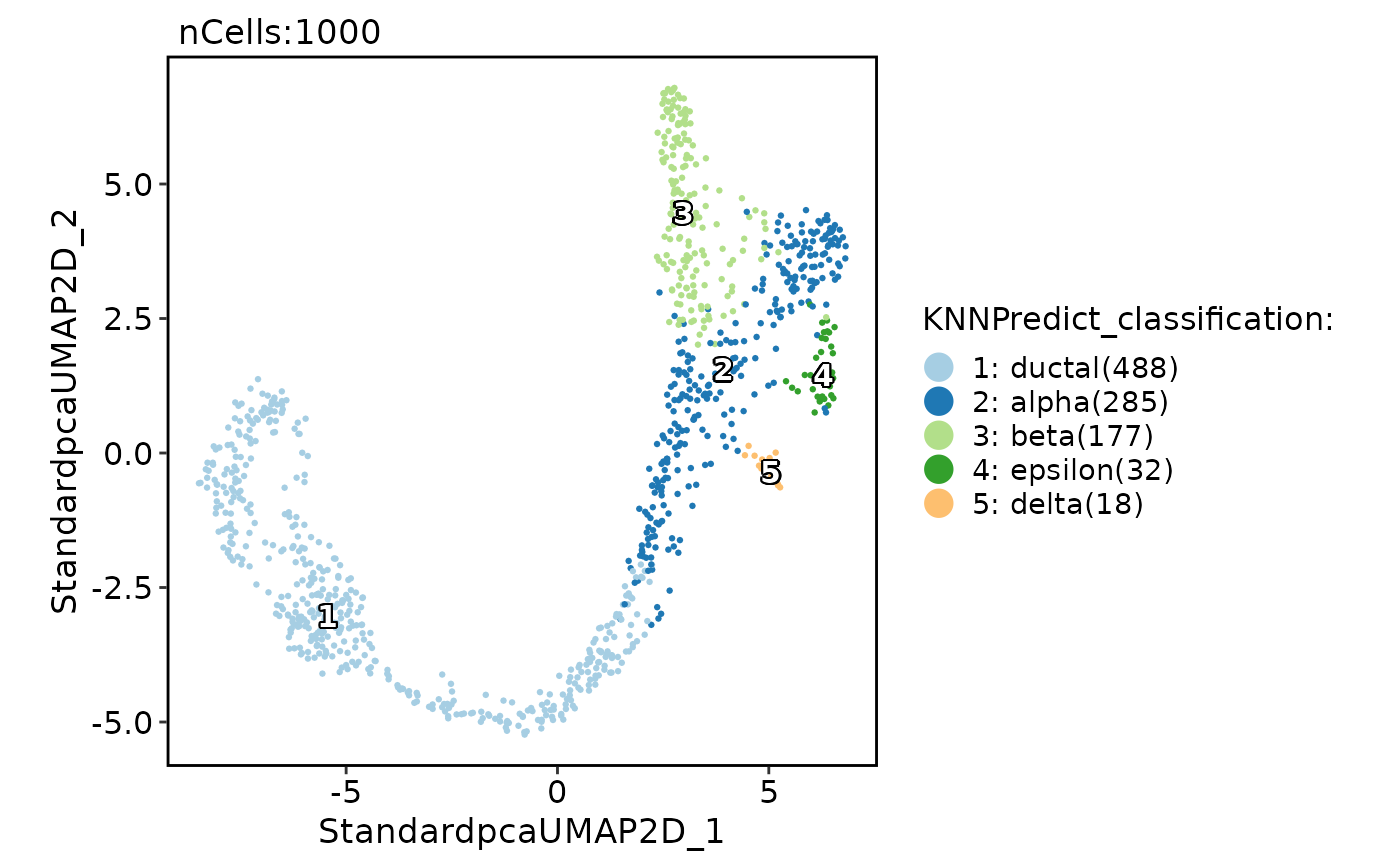 nCells:1000
StandardpcaUMAP2D_2
5.0
2.5
0.0
-2.5
-5.0
3
2
4
5
1
-5
0
5
StandardpcaUMAP2D_1
KNNPredict_classification:
1: ductal(488)
2: alpha(285)
3: beta(177)
4: epsilon(32)
5: delta(18)